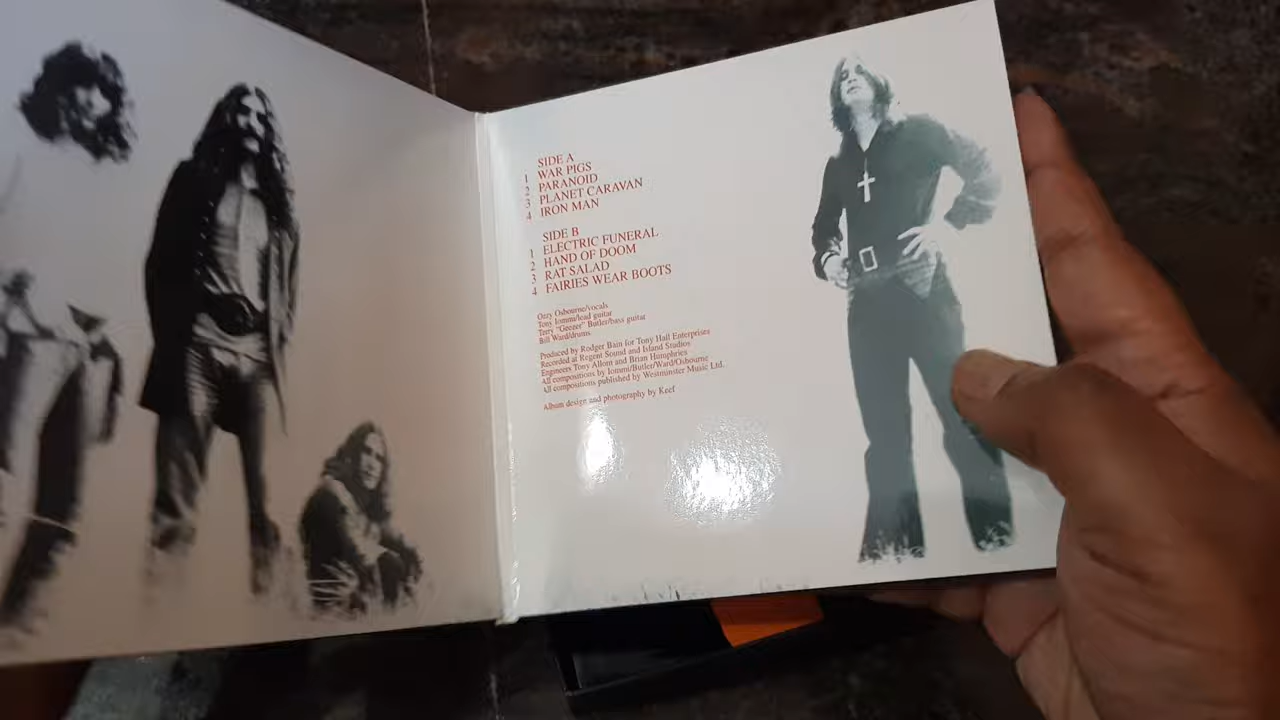 SIDE A
1 WAR PIGS
2 PARANOID
3 PLANET CARAVAN
4 IRON MAN
SIDE B
1 ELECTRIC FUNERAL
2 HAND OF DOOM
3 RAT SALAD
4 FAIRIES WEAR BOOTS
Ozzy Osbourne/vocals
Tony Iommi/lead guitar
Terry "Geezer" Butler/bass guitar
Bill Ward/drums
Produced by Rodger Bain for Tony Hall Enterprises
Recorded at Regent Sound and Island Studios
Engineers Tony Allom and Brian Humphries
All compositions by Iommi/Butler/Ward/Osbourne
All compositions published by Westminster Music Ltd.
Album design and photography by Keef